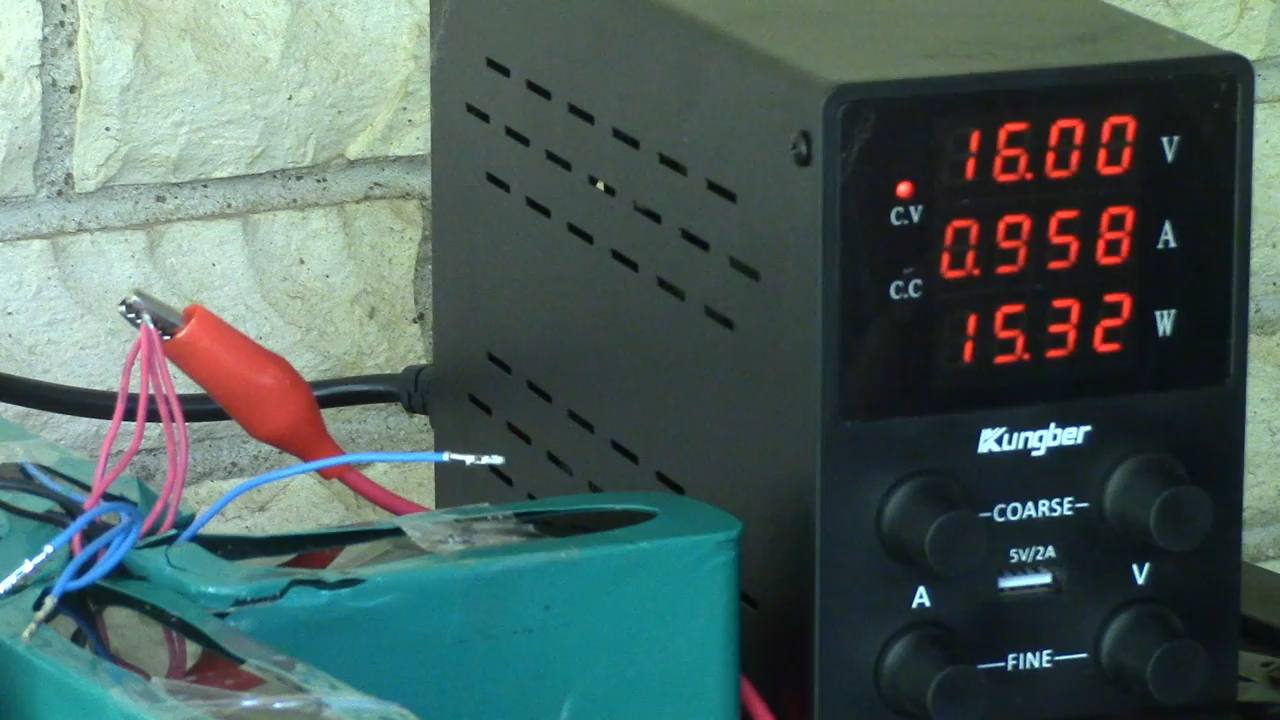 16.00 V
C.V
0.958 A
C.C
15.32 W
Kungber
COARSE
5V/2A
A V
FINE